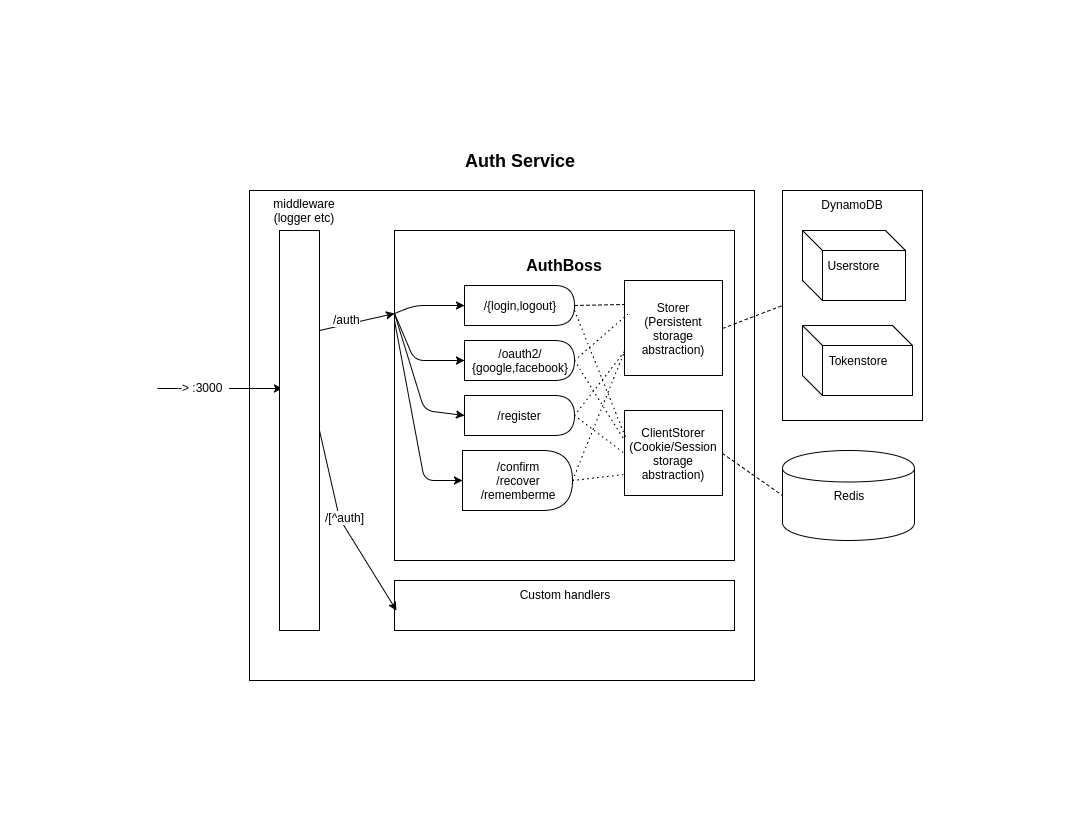 Auth Service
middleware
(logger etc)
DynamoDB
AuthBoss
Userstore
/{login,logout}
Storer
(Persistent
storage
abstraction)
/auth
/oauth2/
{google,facebook}
Tokenstore
----> :3000
/register
ClientStorer
(Cookie/Session
storage
abstraction)
/confirm
/recover
/rememberme
Redis
/[^auth]
Custom handlers